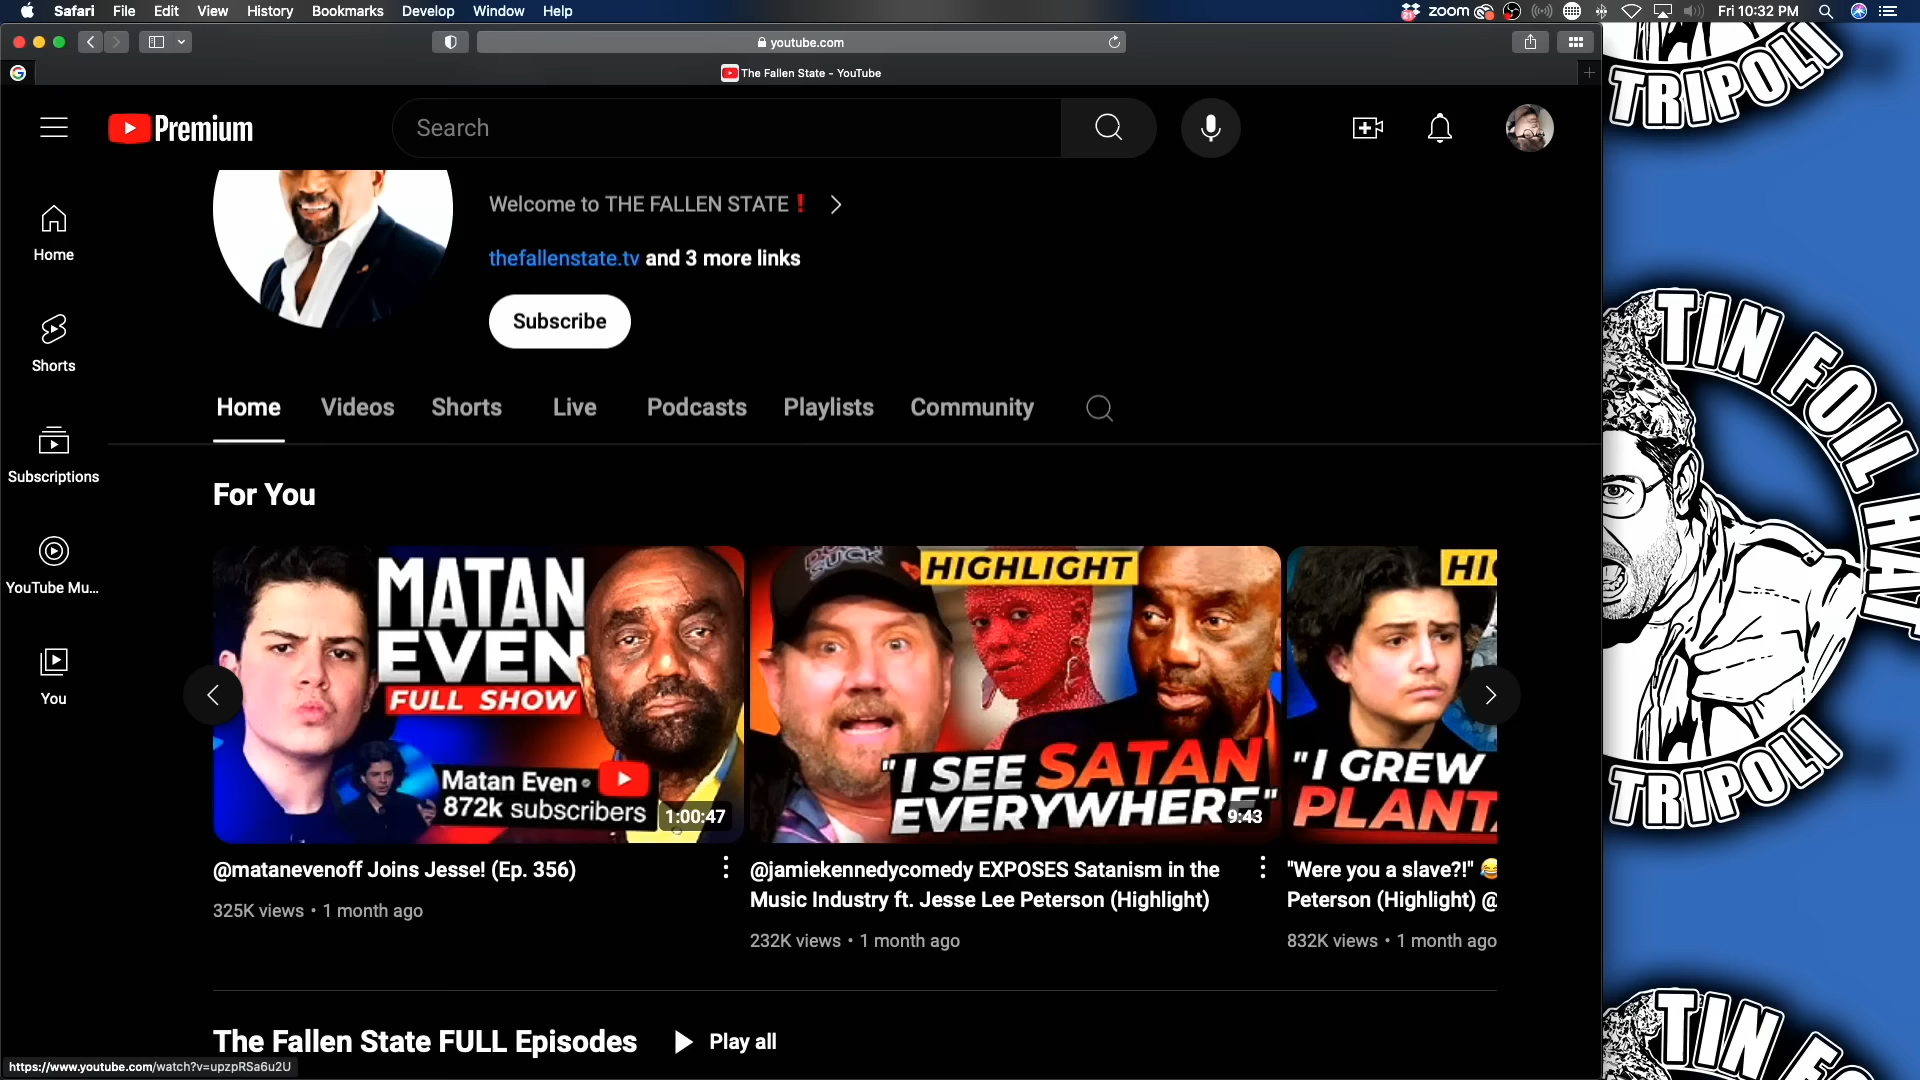 Safari File Edit View History Bookmarks Develop Window Help
21 zoom Fri 10:32 PM
youtube.com
The Fallen State - YouTube
Premium
Search
Home
Shorts
Subscriptions
YouTube Mu...
You
Welcome to THE FALLEN STATE❗
thefallenstate.tv and 3 more links
Subscribe
Home Videos Shorts Live Podcasts Playlists Community
For You
MATAN
EVEN
FULL SHOW
Matan Even
872k subscribers
1:00:47
@matanevenoff Joins Jesse! (Ep. 356)
325K views • 1 month ago
SUCK
HIGHLIGHT
"I SEE SATAN
EVERYWHERE"
9:43
@jamiekennedycomedy EXPOSES Satanism in the
Music Industry ft. Jesse Lee Peterson (Highlight)
232K views • 1 month ago
HIG
"I GREW
PLANTA
"Were you a slave?!" 😂
Peterson (Highlight) @
832K views • 1 month ago
The Fallen State FULL Episodes
Play all
https://www.youtube.com/watch?v=upzpRSa6u2U
TRIPOLI
TIN FOIL HAT
TRIPOLI
TIN FOIL